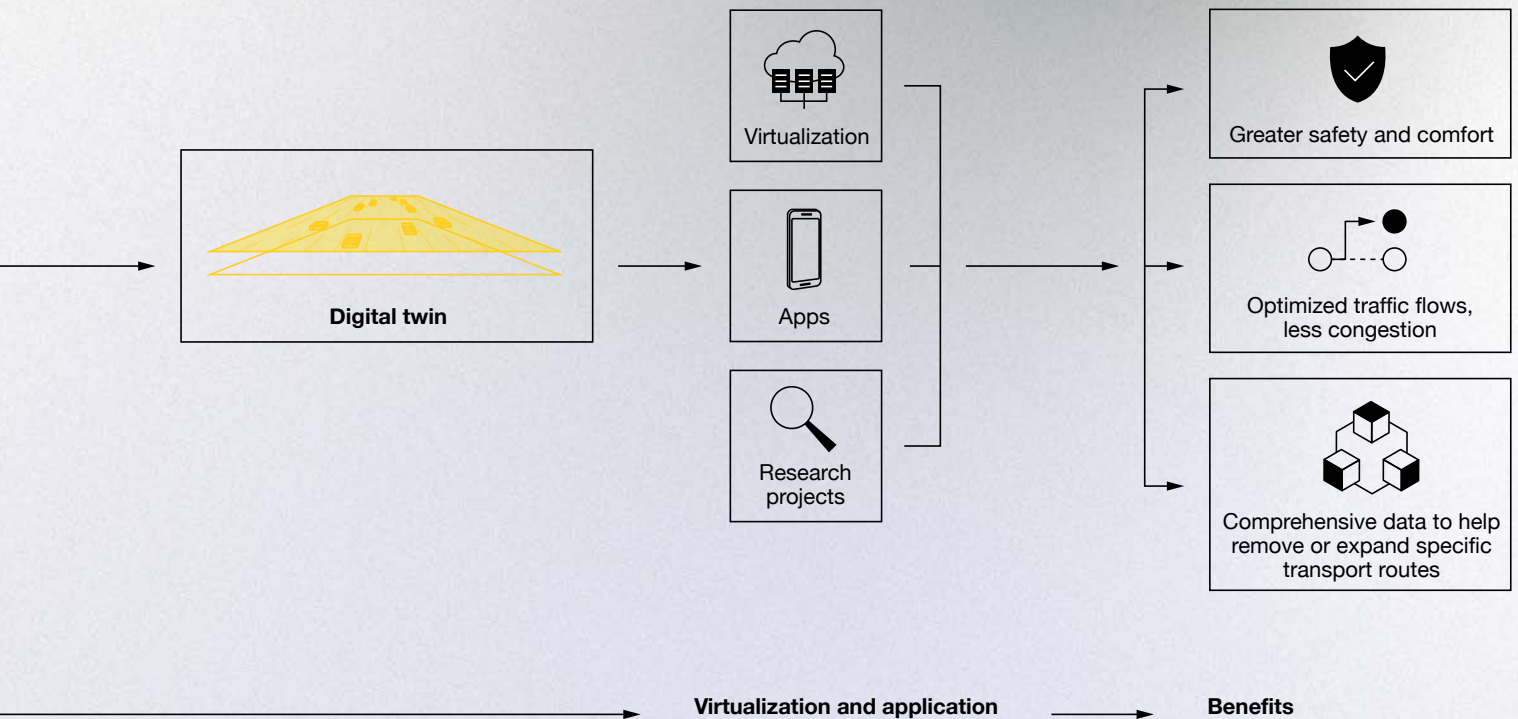 Digital twin
Virtualization
Apps
Research
projects
Greater safety and comfort
Optimized traffic flows,
less congestion
Comprehensive data to help
remove or expand specific
transport routes
Virtualization and application
Benefits